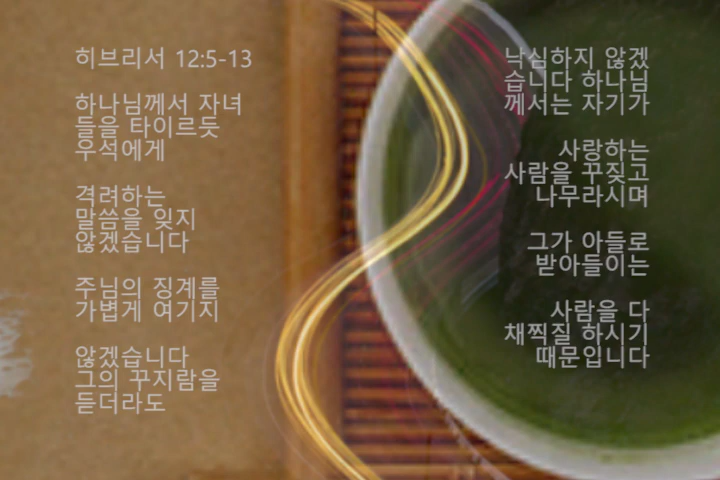 히브리서 12:5-13
하나님께서 자녀
들을 타이르듯
우석에게
격려하는
말씀을 잊지
않겠습니다
주님의 징계를
가볍게 여기지
않겠습니다
그의 꾸지람을
듣더라도
낙심하지 않겠
습니다 하나님
께서는 자기가
사랑하는
사람을 꾸짖고
나무라시며
그가 아들로
받아들이는
사람을 다
채찍질 하시기
때문입니다